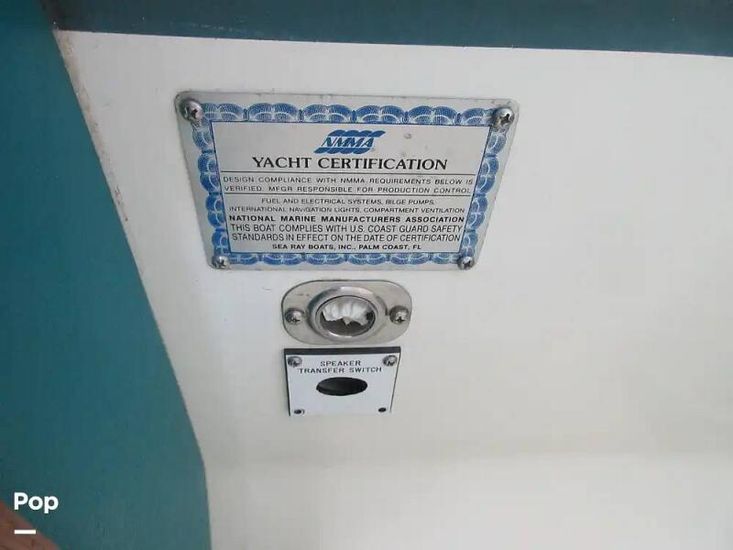 NMMA
YACHT CERTIFICATION
DESIGN COMPLIANCE WITH NMMA REQUIREMENTS BELOW IS
VERIFIED. MFGR RESPONSIBLE FOR PRODUCTION CONTROL
FUEL AND ELECTRICAL SYSTEMS, BILGE PUMPS,
INTERNATIONAL NAVIGATION LIGHTS, COMPARTMENT VENTILATION
NATIONAL MARINE MANUFACTURERS ASSOCIATION
THIS BOAT COMPLIES WITH U.S. COAST GUARD SAFETY
STANDARDS IN EFFECT ON THE DATE OF CERTIFICATION
SEA RAY BOATS, INC., PALM COAST, FL
SPEAKER
TRANSFER SWITCH
Pop